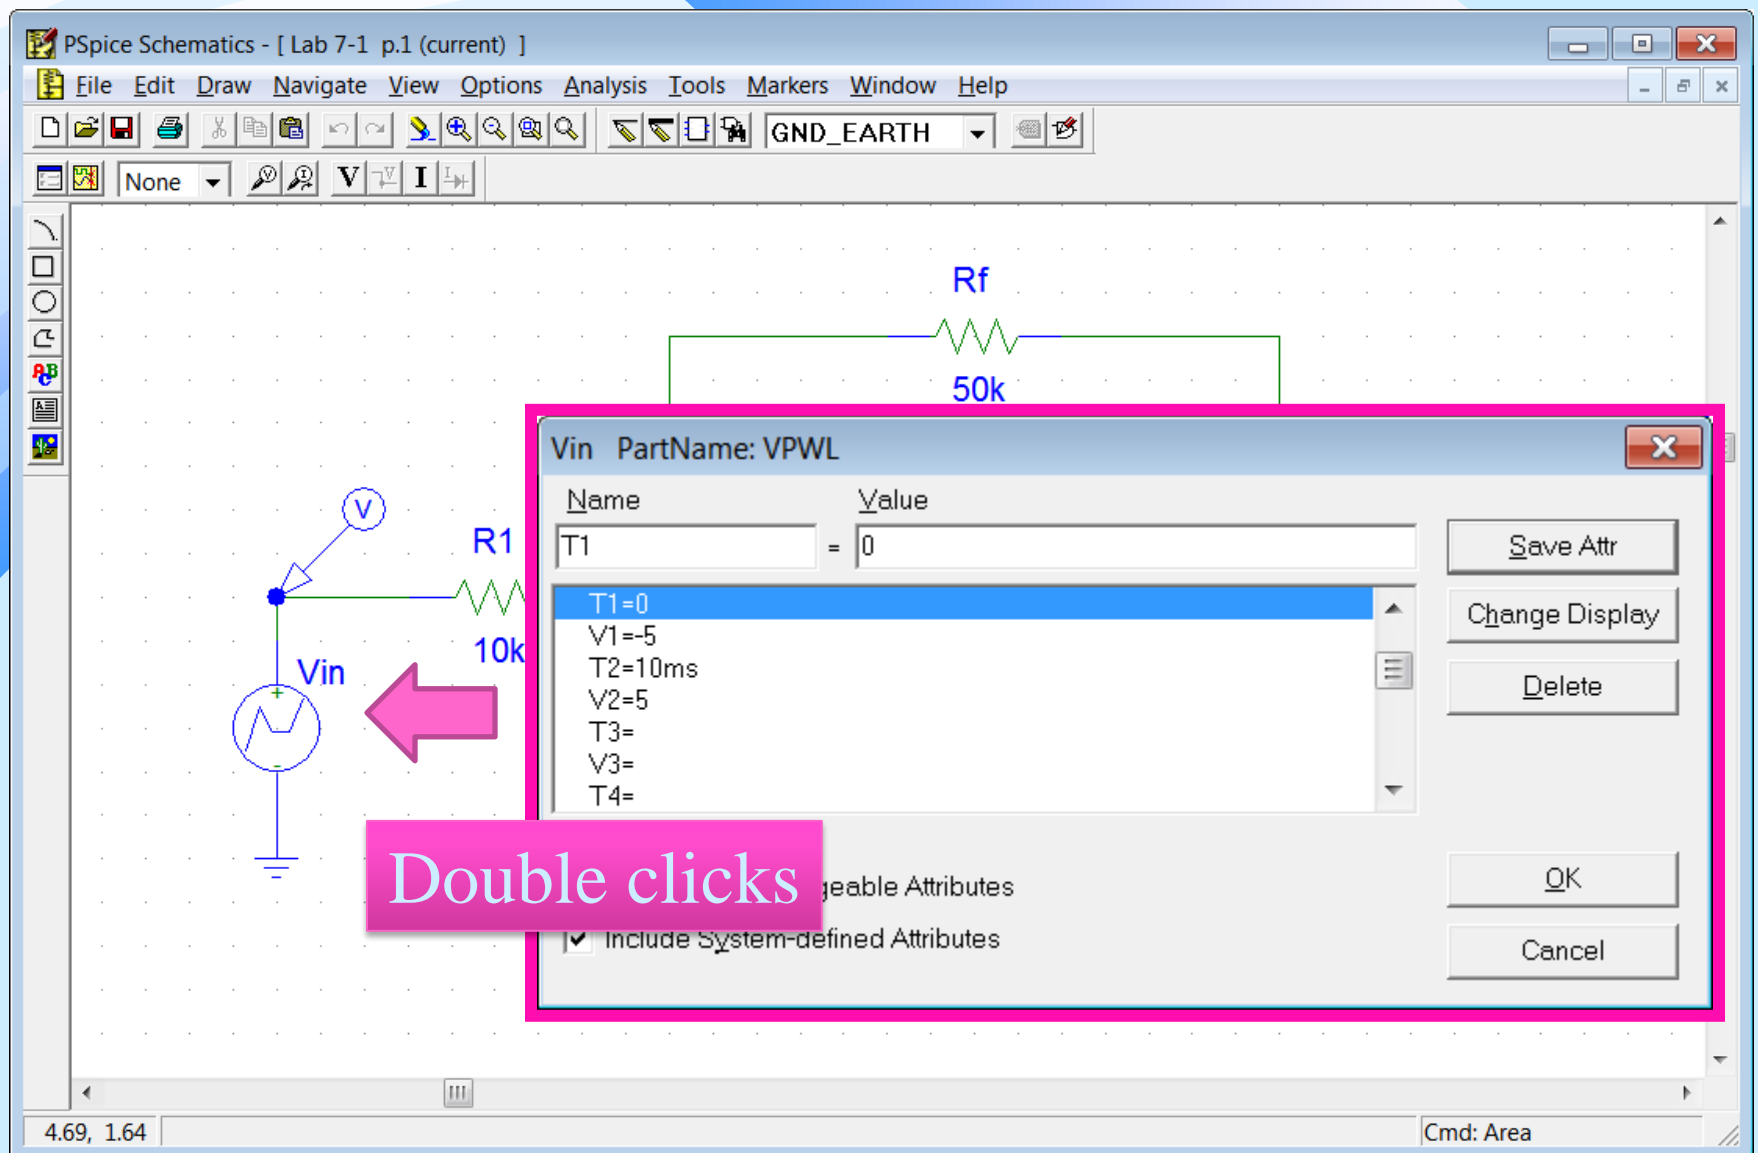 PSpice Schematics - [ Lab 7-1 p.1 (current) ]
File Edit Draw Navigate View Options Analysis Tools Markers Window Help
GND_EARTH
None V V I I
ABC
Rf
50k
V
R1
10k
Vin
+
-
Vin PartName: VPWL
Name Value
T1 = 0
Save Attr
T1=0
V1=-5
T2=10ms
V2=5
T3=
V3=
T4=
Change Display
Delete
Double clicks
geable Attributes
Include System-defined Attributes
OK
Cancel
4.69, 1.64
Cmd: Area